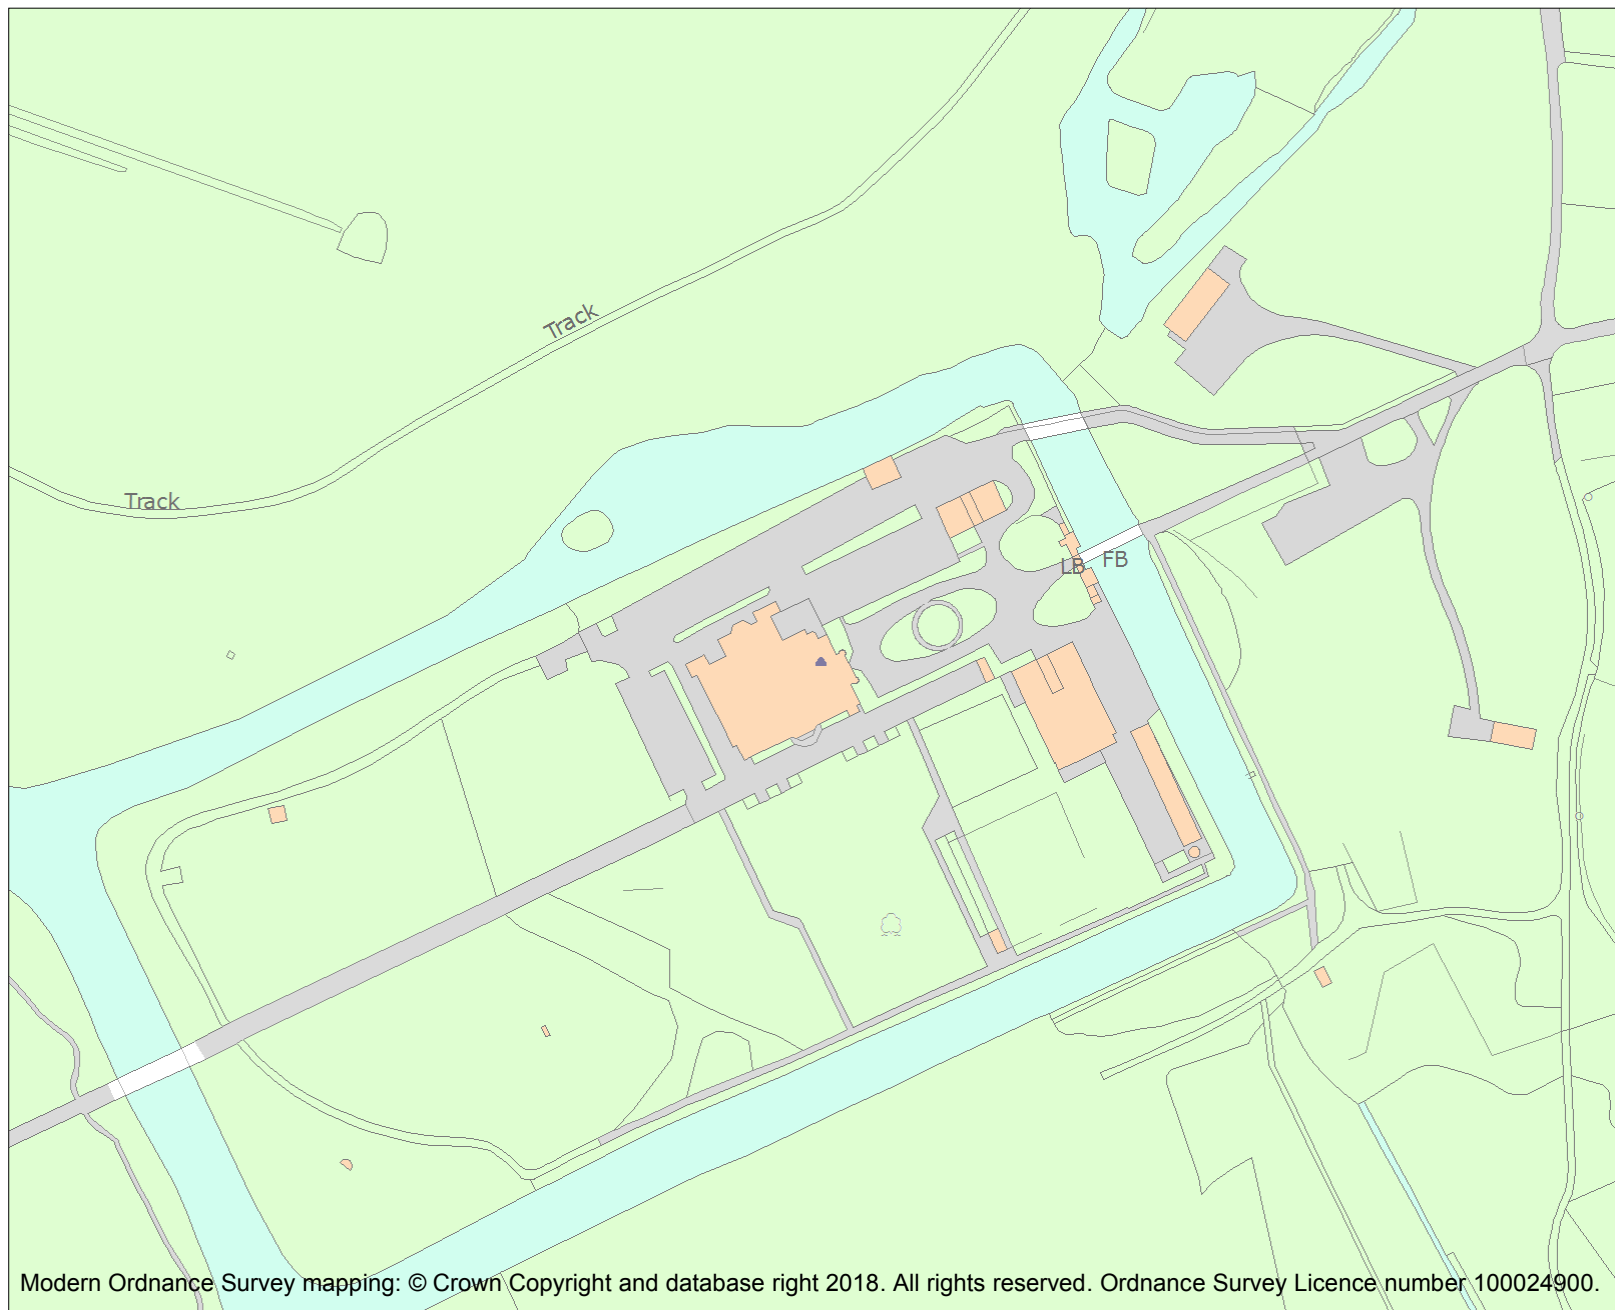 Track
Track
LB
FB
Modern Ordnance Survey mapping: © Crown Copyright and database right 2018. All rights reserved. Ordnance Survey Licence number 100024900.